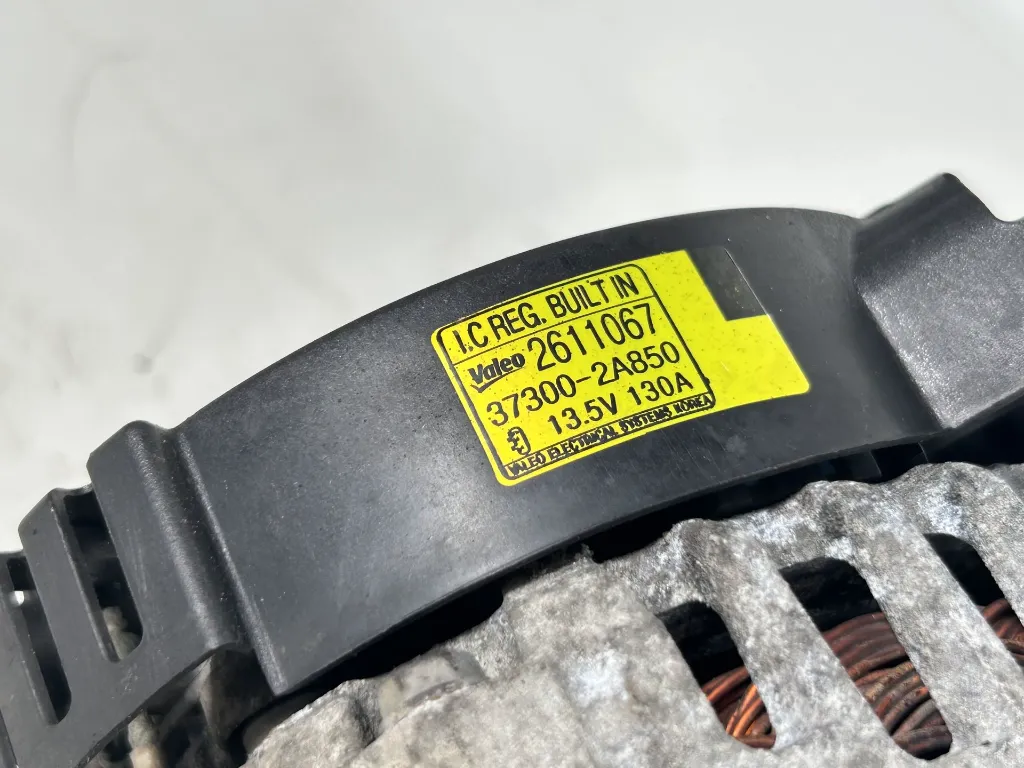 I.C REG. BUILT IN
Valeo 2611067
37300-2A850
13.5V 130A
VALEO ELECTRICAL SYSTEMS KOREA